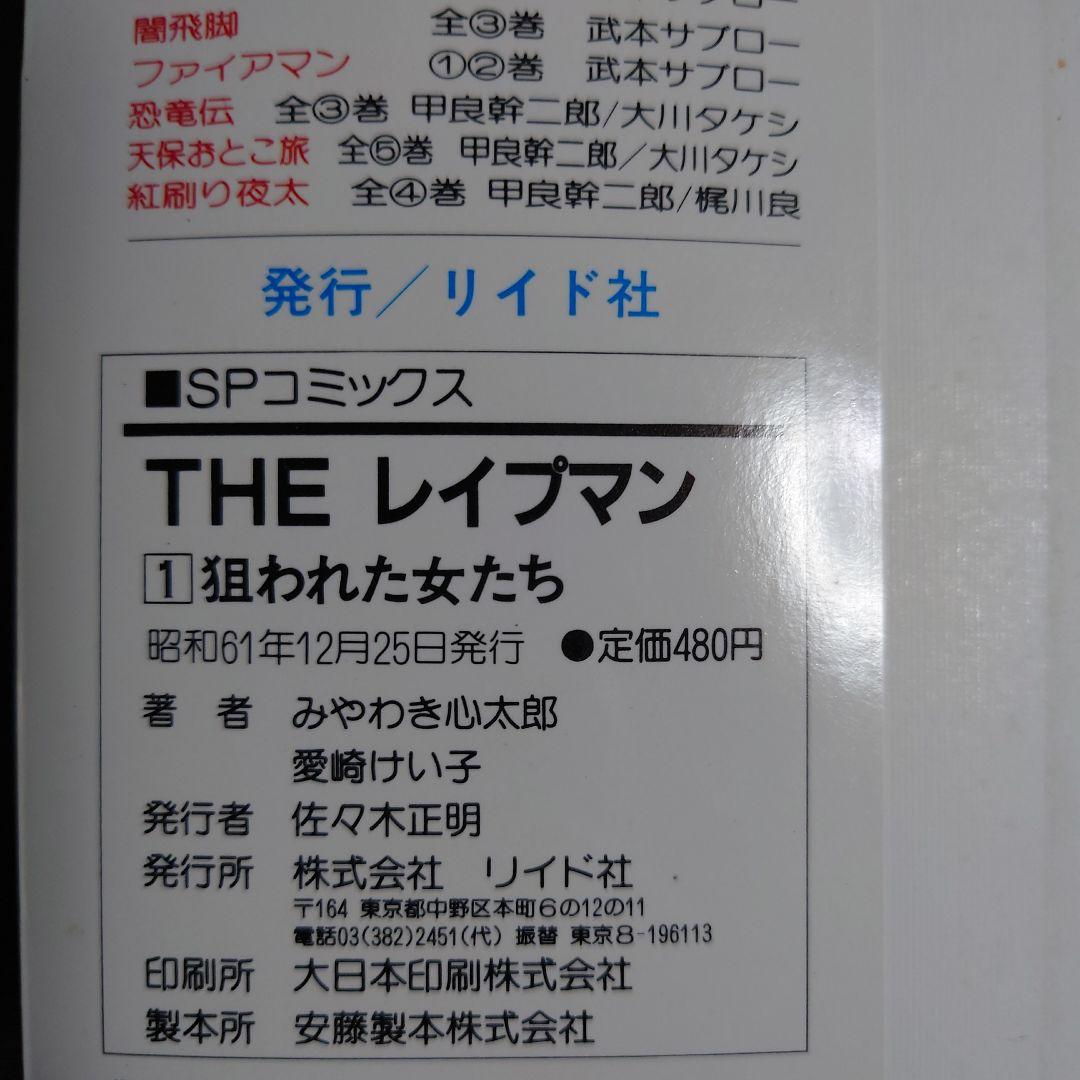 闇飛脚 全③巻 武本サブロー
ファイアマン ①②巻 武本サブロー
恐竜伝 全③巻 甲良幹二郎/大川タケシ
天保おとこ旅 全⑤巻 甲良幹二郎/大川タケシ
紅刷り夜太 全④巻 甲良幹二郎/梶川良
発行/リイド社
■SPコミックス
THE レイプマン
1 狙われた女たち
昭和61年12月25日発行 ●定価480円
著者 みやわき心太郎
愛崎けい子
発行者 佐々木正明
発行所 株式会社 リイド社
〒164 東京都中野区本町6の12の11
電話03(382)2451(代) 振替 東京8-196113
印刷所 大日本印刷株式会社
製本所 安藤製本株式会社